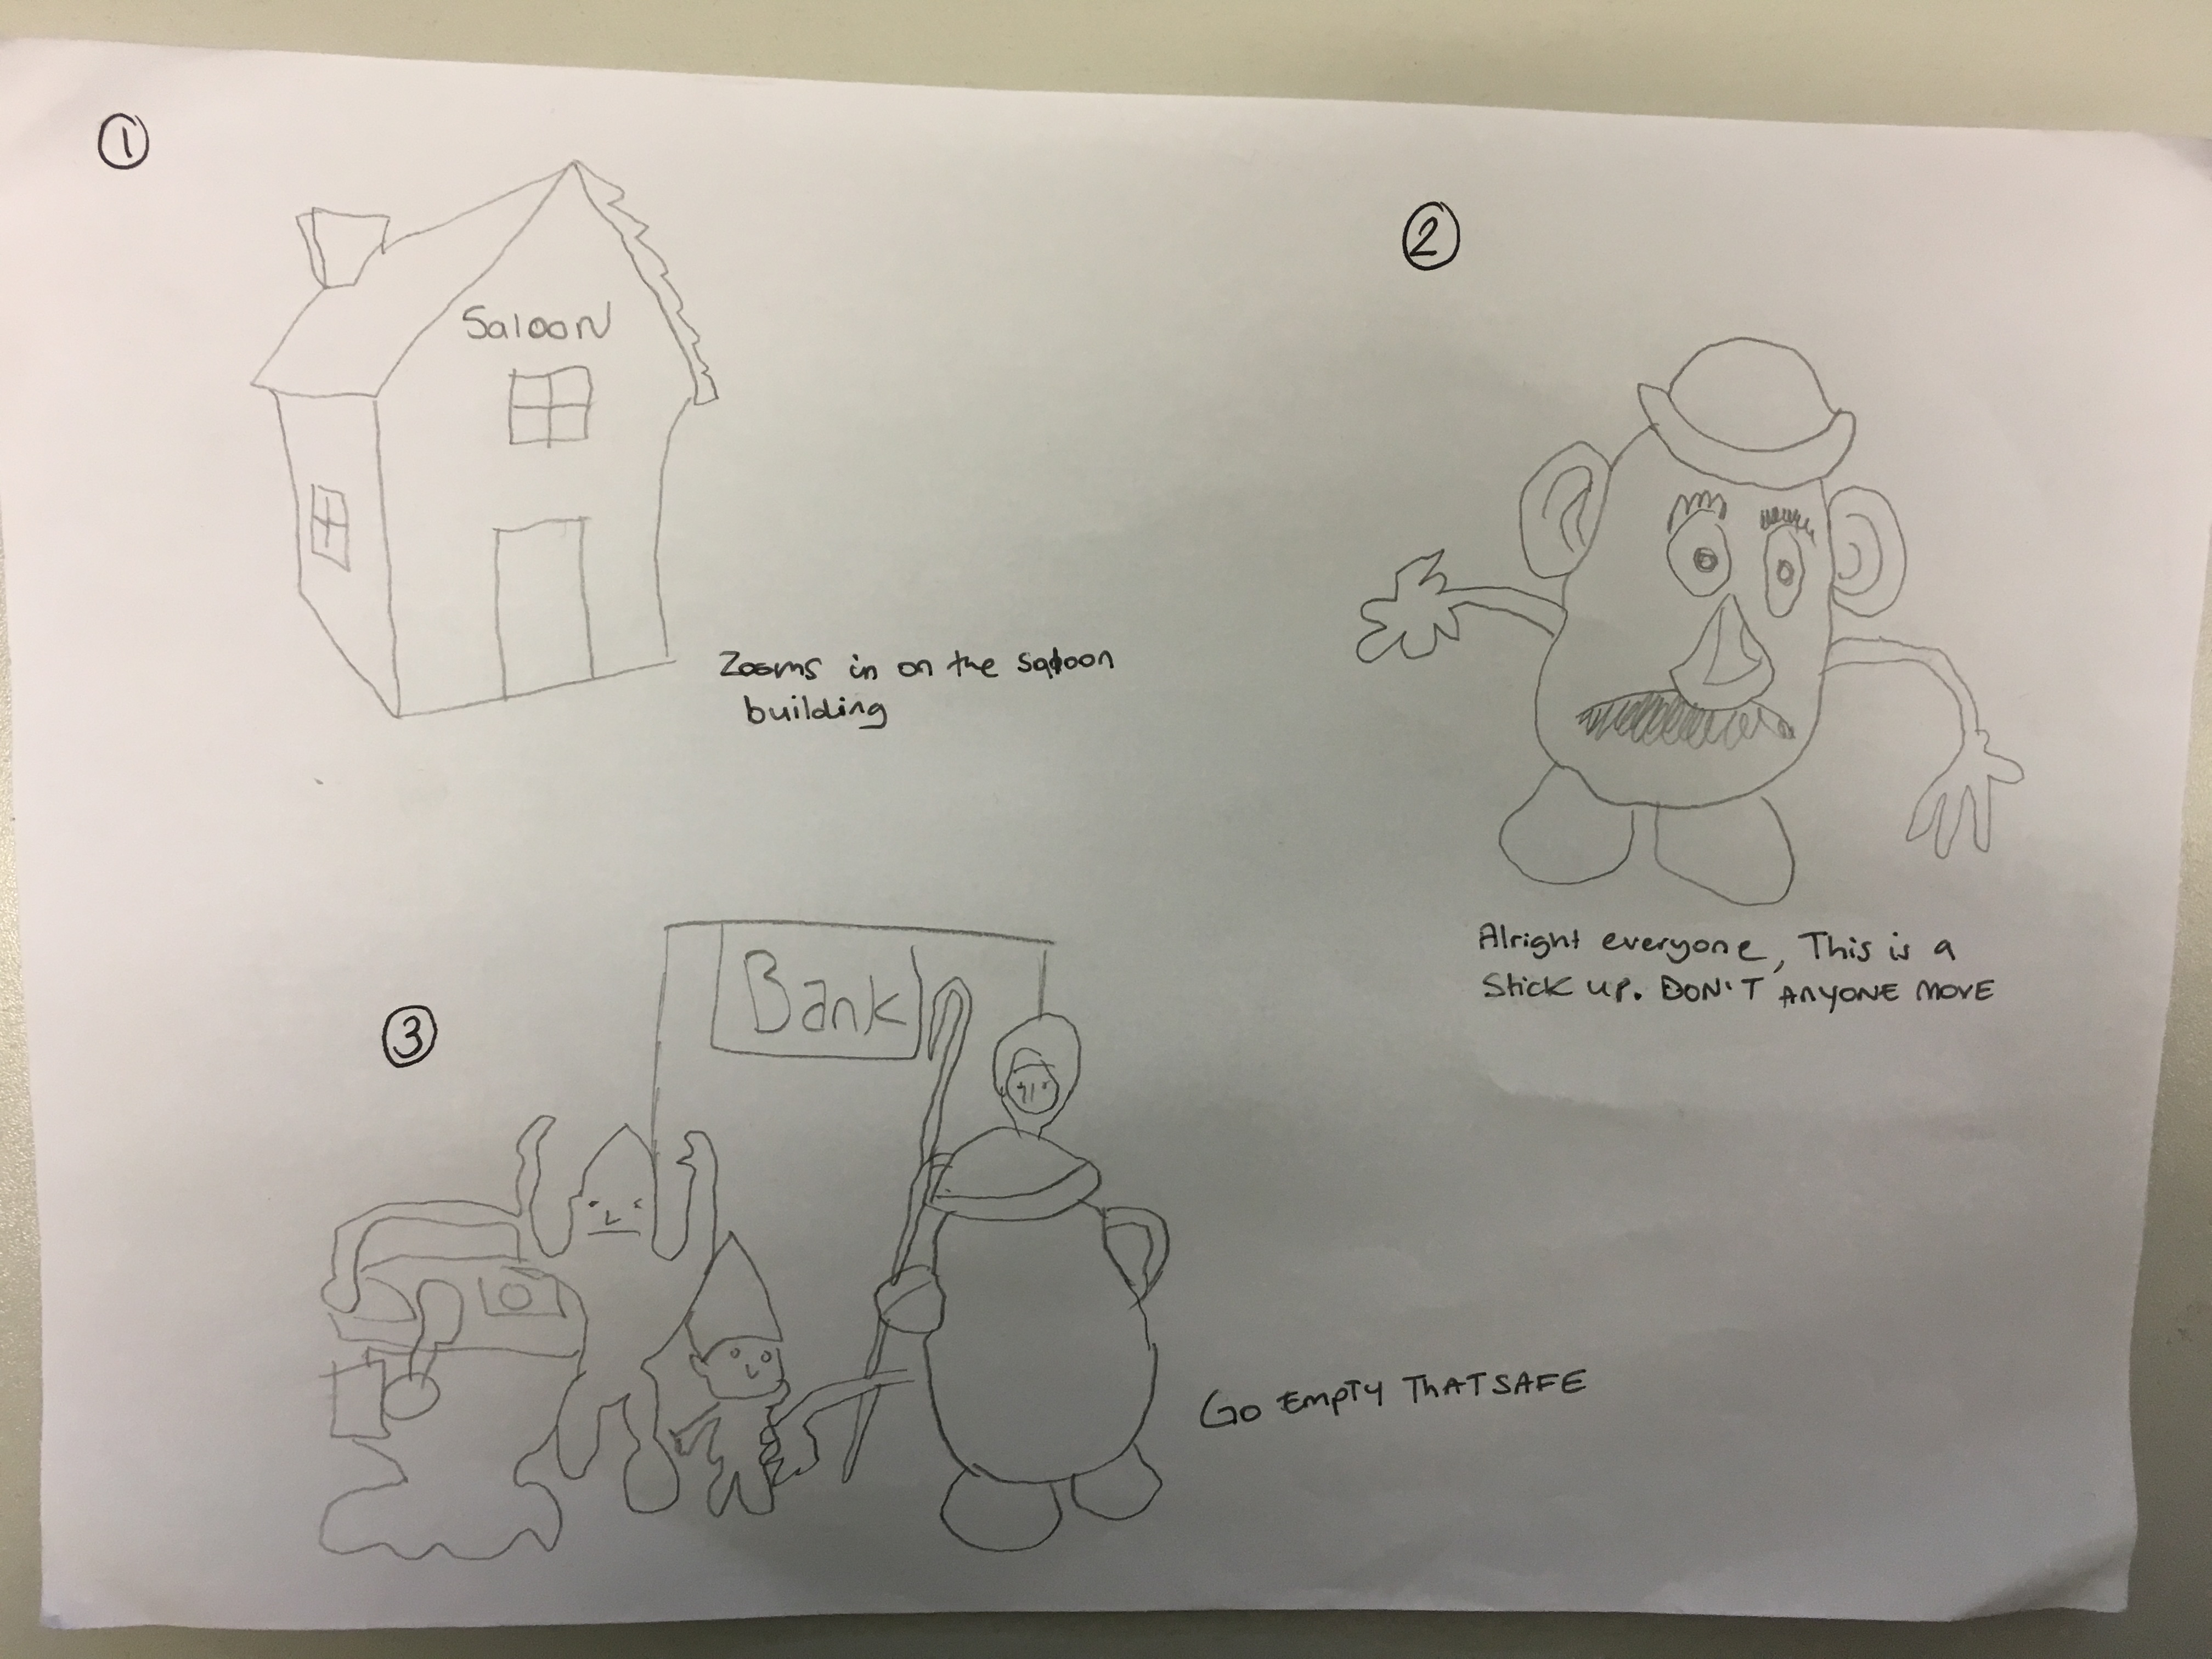 1
Saloon
Zooms in on the saloon
building
2
Alright everyone, This is a
Stick up. DON'T ANYONE MOVE
3
Bank
GO EMPTY THAT SAFE